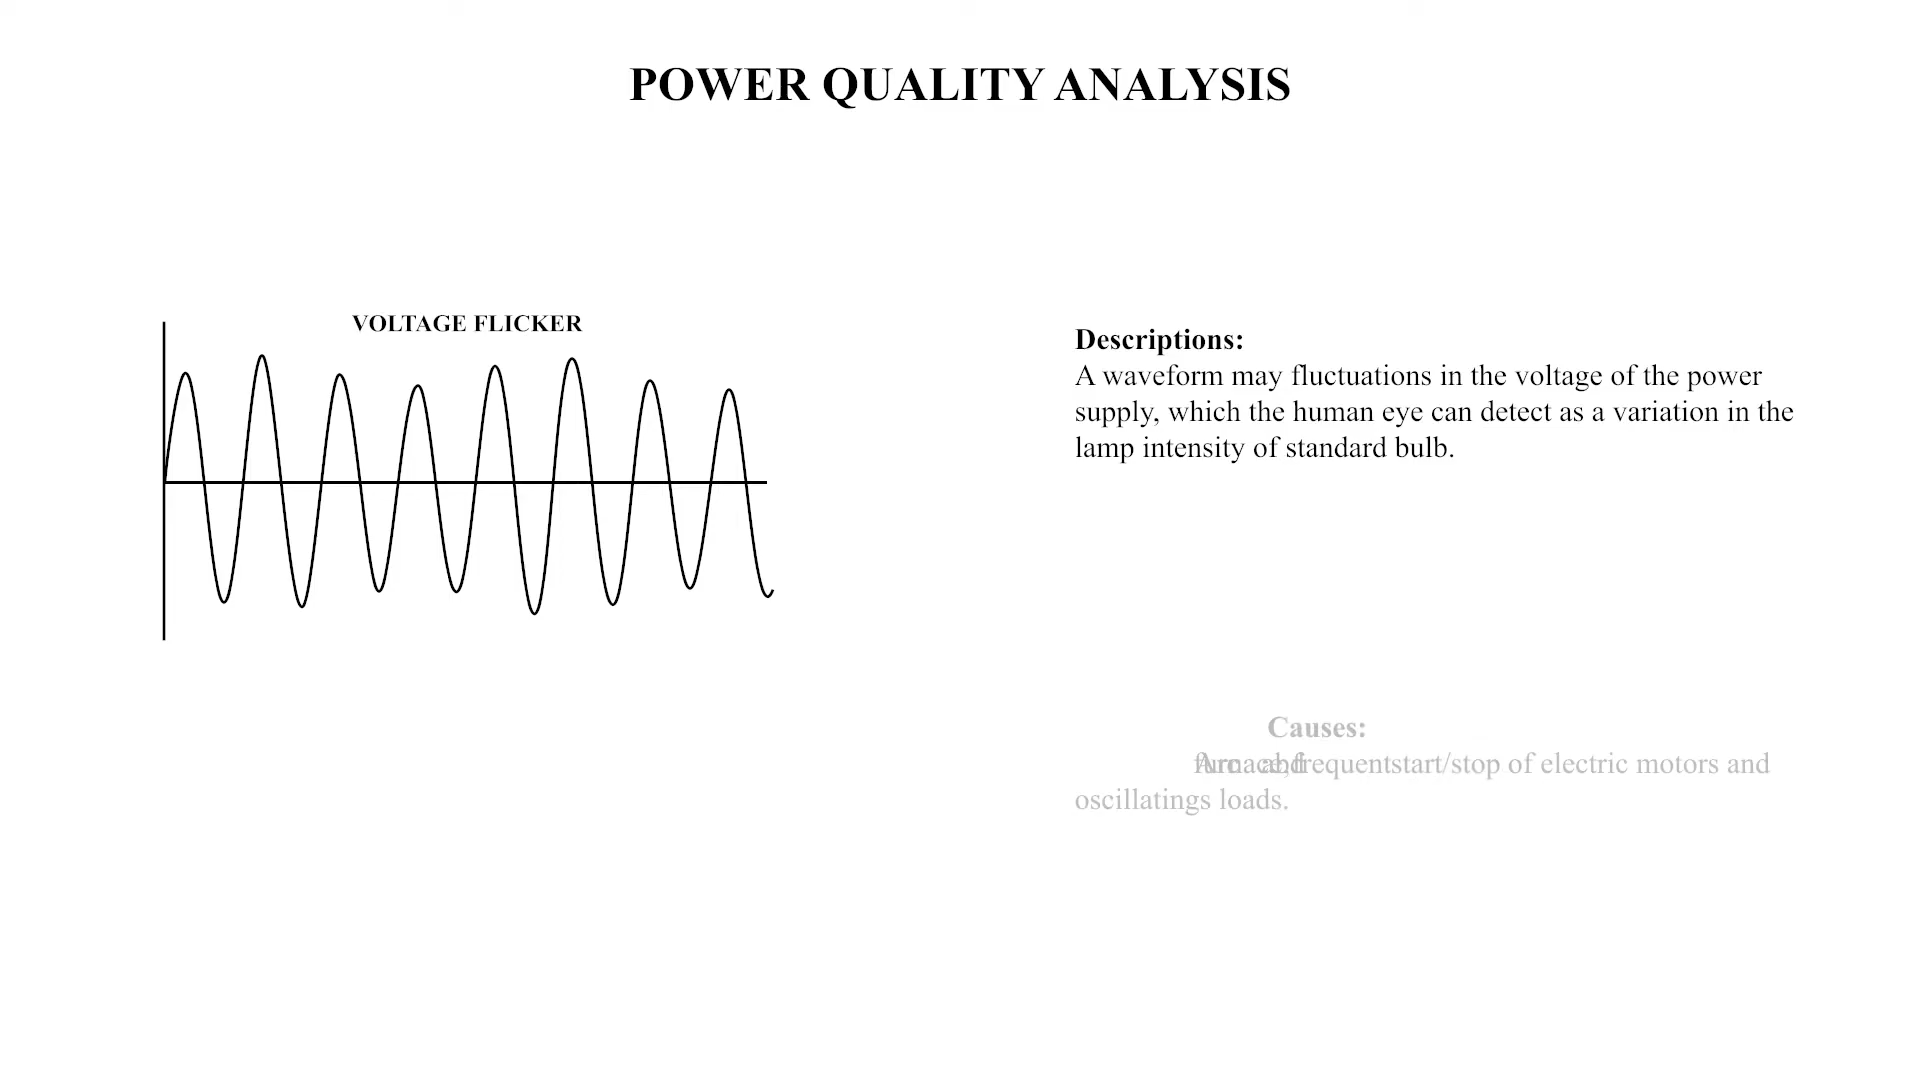 POWER QUALITY ANALYSIS
VOLTAGE FLICKER
Descriptions:
A waveform may fluctuations in the voltage of the power
supply, which the human eye can detect as a variation in the
lamp intensity of standard bulb.
Causes:
start/stop of electric motors and
oscillatings loads.